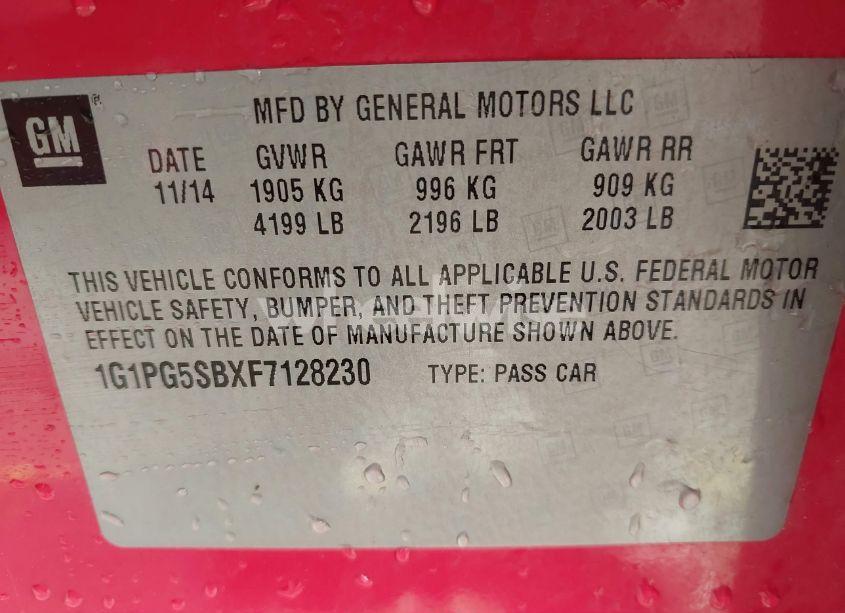 GM
MFD BY GENERAL MOTORS LLC
DATE GVWR GAWR FRT GAWR RR
11/14 1905 KG 996 KG 909 KG
4199 LB 2196 LB 2003 LB
THIS VEHICLE CONFORMS TO ALL APPLICABLE U.S. FEDERAL MOTOR
VEHICLE SAFETY, BUMPER, AND THEFT PREVENTION STANDARDS IN
EFFECT ON THE DATE OF MANUFACTURE SHOWN ABOVE.
1G1PG5SBXF7128230 TYPE: PASS CAR